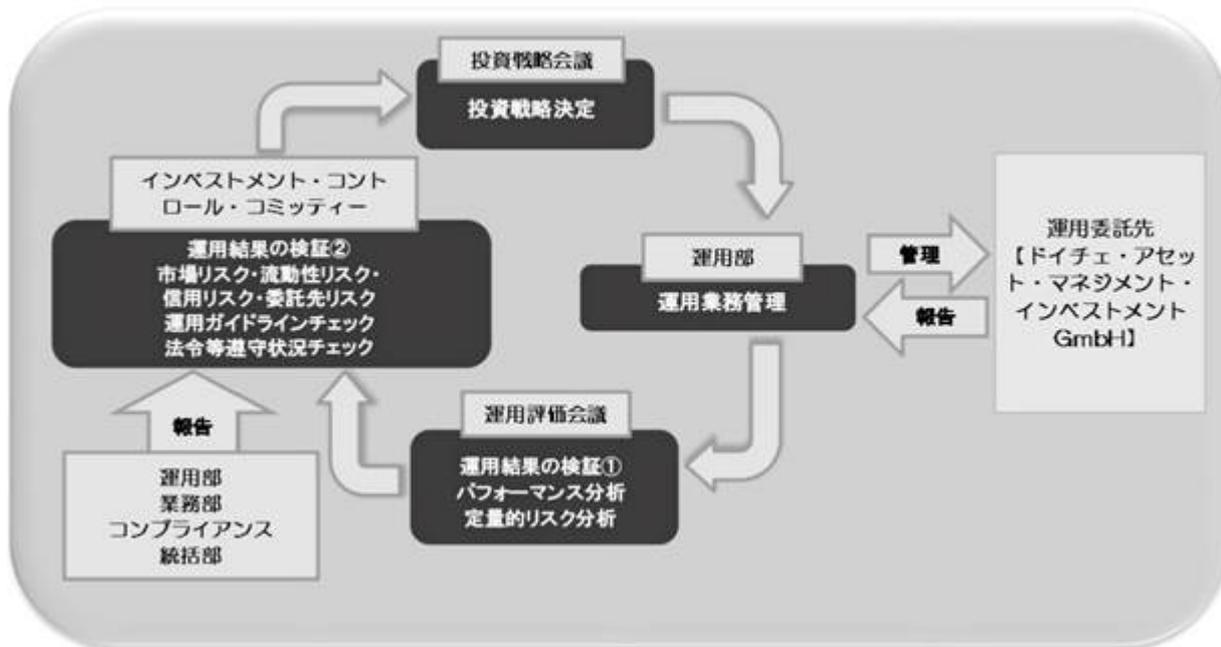 投資戦略会議
投資戦略決定
インベストメント・コント
ロール・コミッティー
運用結果の検証②
市場リスク・流動性リスク・
信用リスク・委託先リスク
運用ガイドラインチェック
法令等遵守状況チェック
運用部
運用業務管理
管理
報告
運用委託先
【ドイチェ・アセッ
ト・マネジメント・
インベストメント
GmbH】
運用評価会議
運用結果の検証①
パフォーマンス分析
定量的リスク分析
報告
運用部
業務部
コンプライアンス
統括部